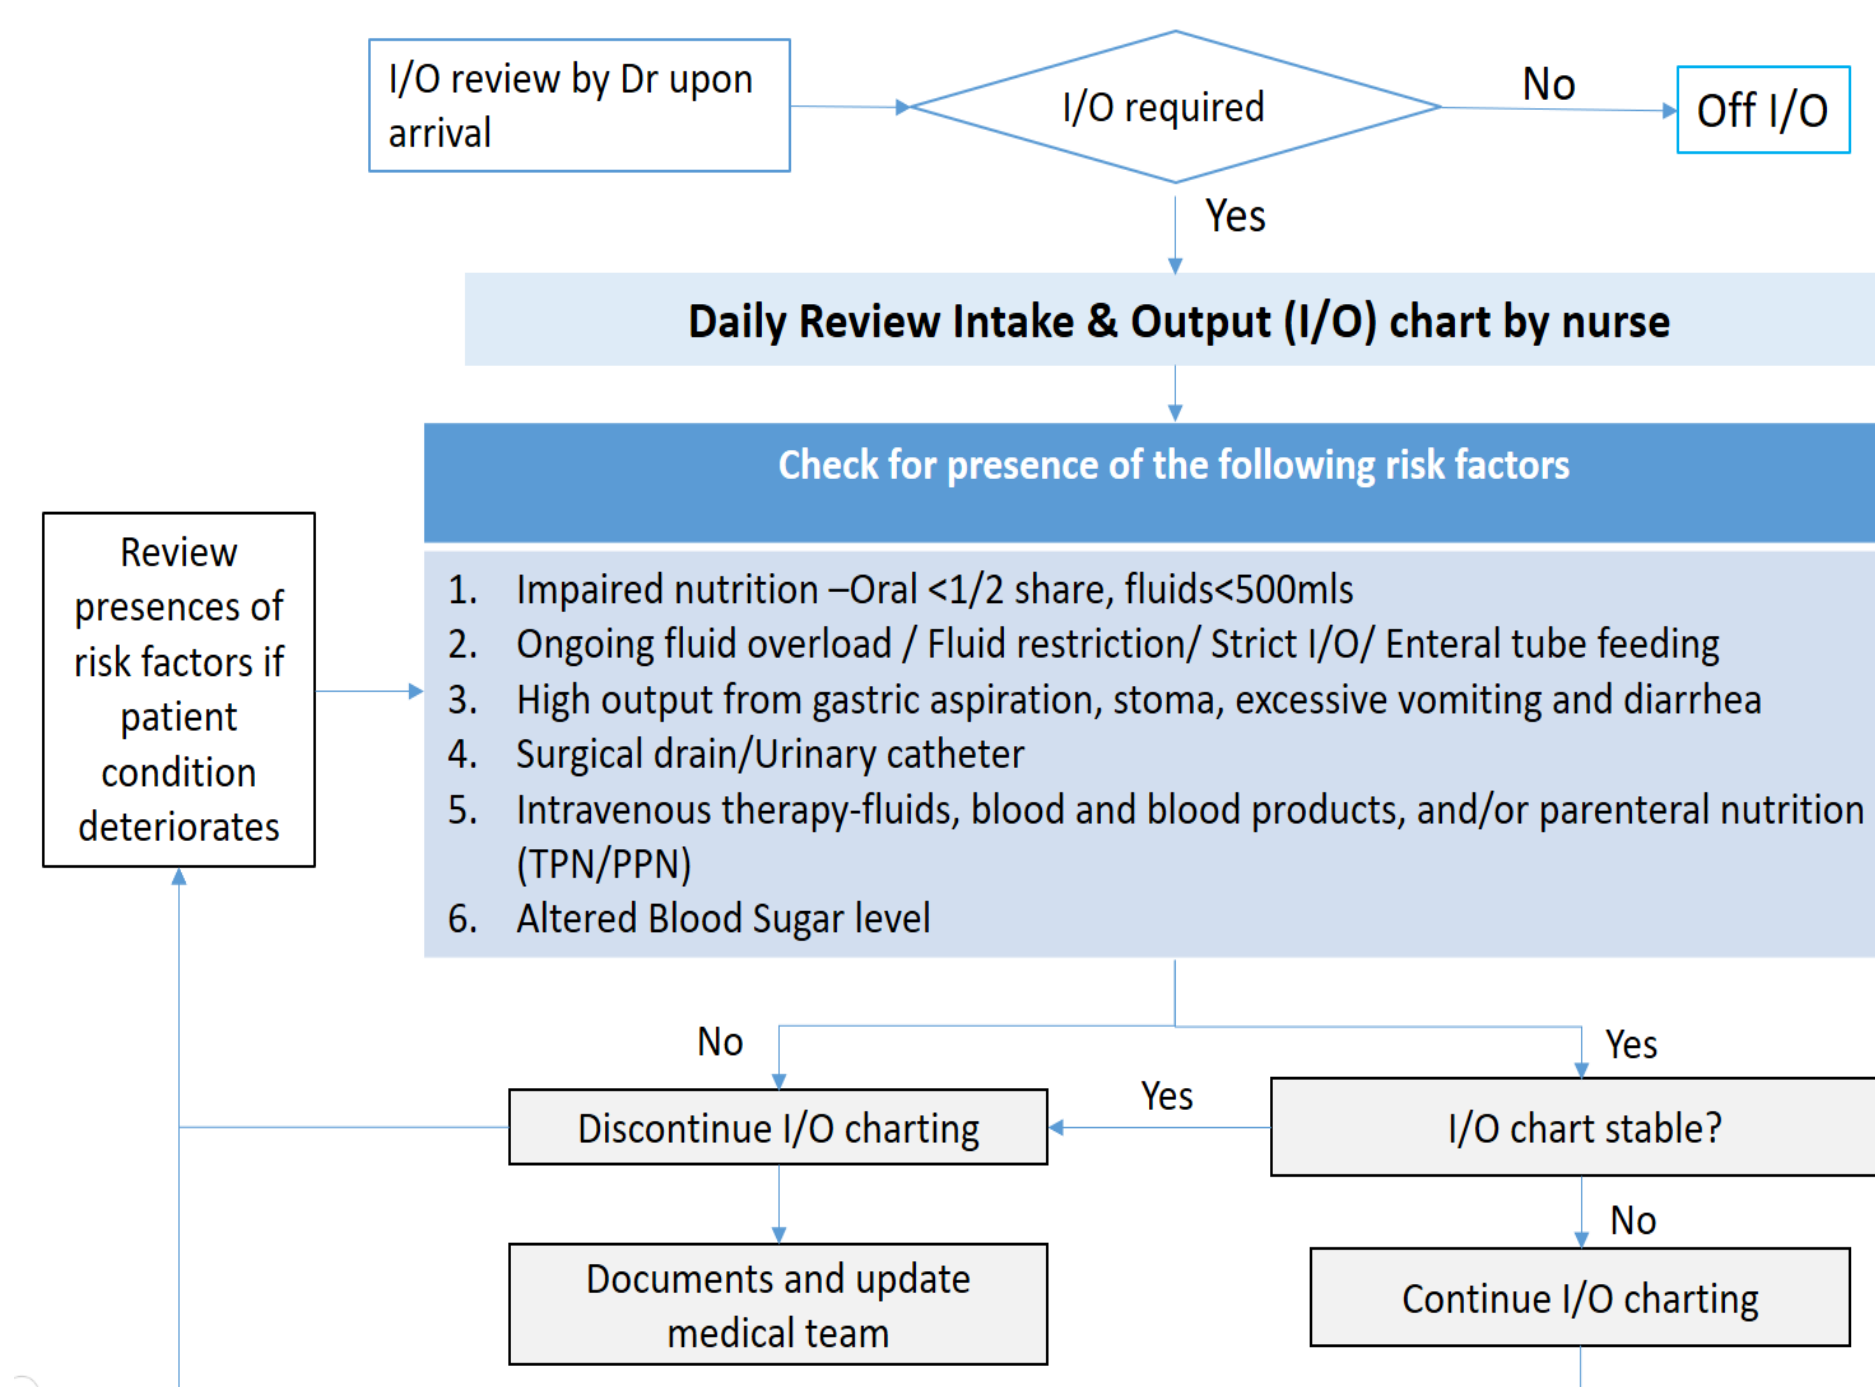 I/O review by Dr upon
arrival
I/O required
No
Off I/O
Yes
Daily Review Intake & Output (I/O) chart by nurse
Check for presence of the following risk factors
Review
presences of
risk factors if
patient
condition
deteriorates
1. Impaired nutrition –Oral <1/2 share, fluids<500mls
2. Ongoing fluid overload / Fluid restriction/ Strict I/O/ Enteral tube feeding
3. High output from gastric aspiration, stoma, excessive vomiting and diarrhea
4. Surgical drain/Urinary catheter
5. Intravenous therapy-fluids, blood and blood products, and/or parenteral nutrition
(TPN/PPN)
6. Altered Blood Sugar level
No
Yes
Discontinue I/O charting
Yes
I/O chart stable?
No
Documents and update
medical team
Continue I/O charting